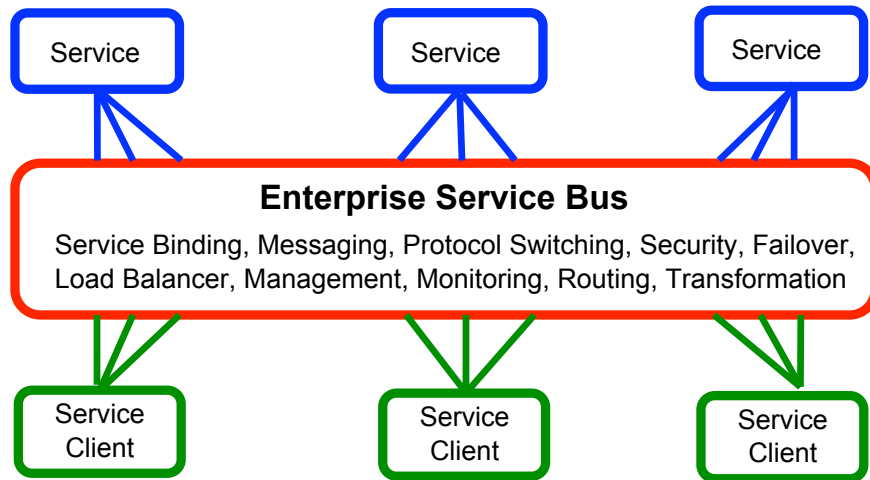 Service
Service
Service
Enterprise Service Bus
Service Binding, Messaging, Protocol Switching, Security, Failover,
Load Balancer, Management, Monitoring, Routing, Transformation
Service
Client
Service
Client
Service
Client